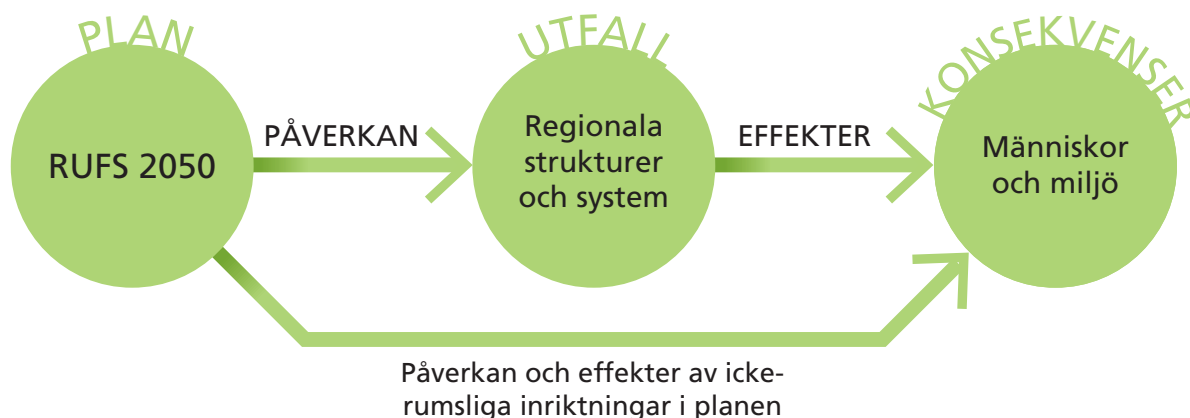 PLAN
UTFALL
KONSEKVENSER
RUFS 2050
PÅVERKAN
Regionala
strukturer
och system
EFFEKTER
Människor
och miljö
Påverkan och effekter av icke-
rumsliga inriktningar i planen